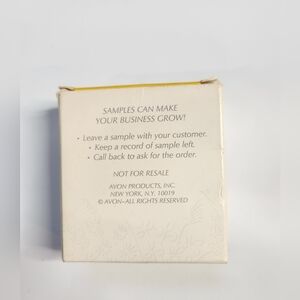 SAMPLES CAN MAKE
YOUR BUSINESS GROW!
• Leave a sample with your customer.
• Keep a record of sample left.
• Call back to ask for the order.
NOT FOR RESALE
AVON PRODUCTS, INC.
NEW YORK, N.Y. 10019
© AVON–ALL RIGHTS RESERVED